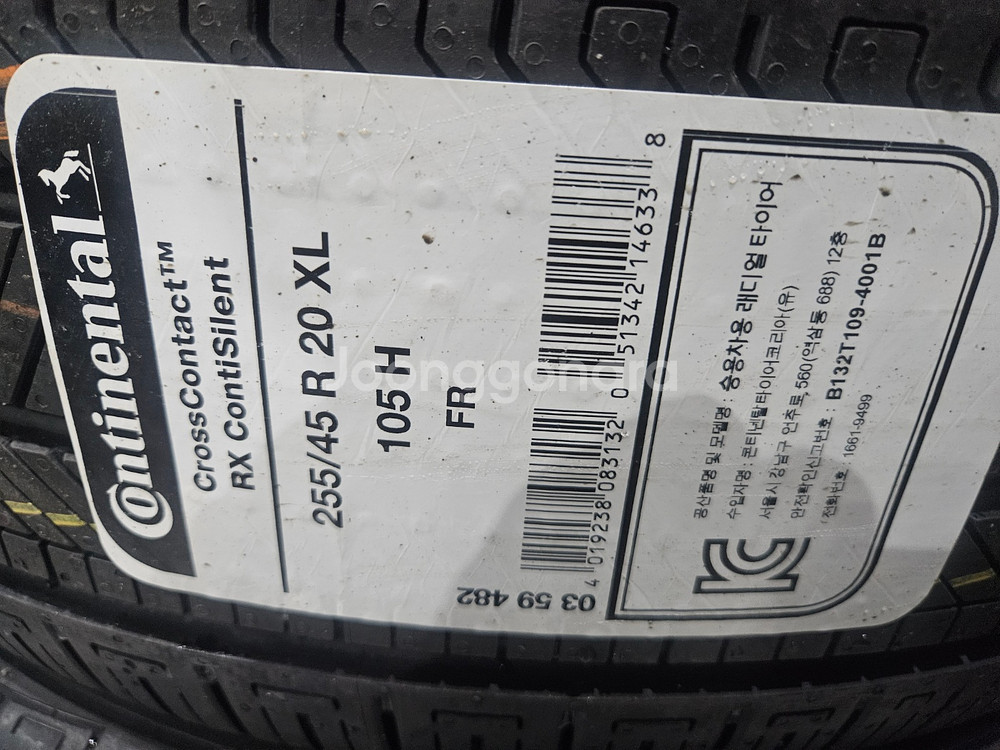 Continental
CrossContact™
RX ContiSilent
255/45 R 20 XL
105 H
FR
4 019238 083132
0 51342 14633 8
03 59 482
공산품명 및 모델명 : 승용차용 래디얼 타이어
수입자명 : 콘티넨탈타이어코리아(유)
서울시 강남구 언주로 560(역삼동 688) 12층
안전확인신고번호 : B132T109-4001B
전화번호 : 1661-9499
Joonggonara